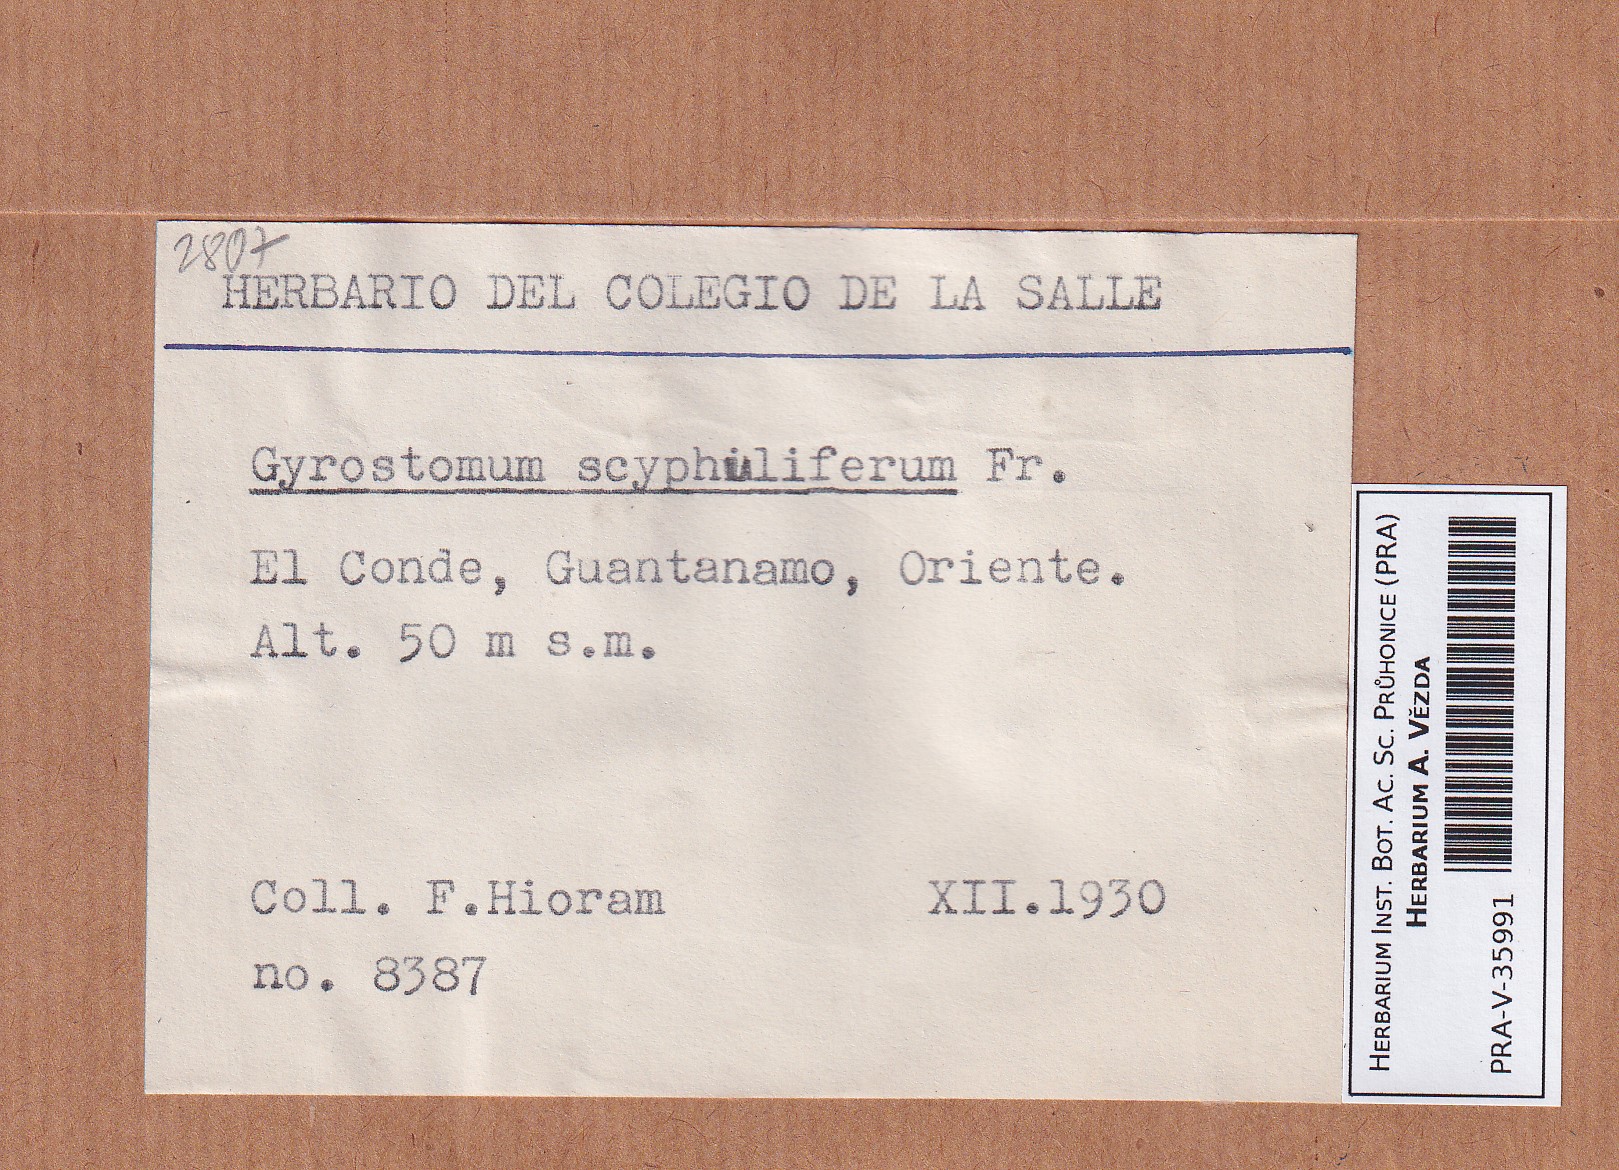 2807
HERBARIO DEL COLEGIO DE LA SALLE
Gyrostomum scyphuliferum Fr.
El Conde, Guantanamo, Oriente.
Alt. 50 m s.m.
Coll. F.Hioram XII.1930
no. 8387
HERBARIUM INST. BOT. AC. SC. PRŮHONICE (PRA)
HERBARIUM A. VĚZDA
PRA-V-35991